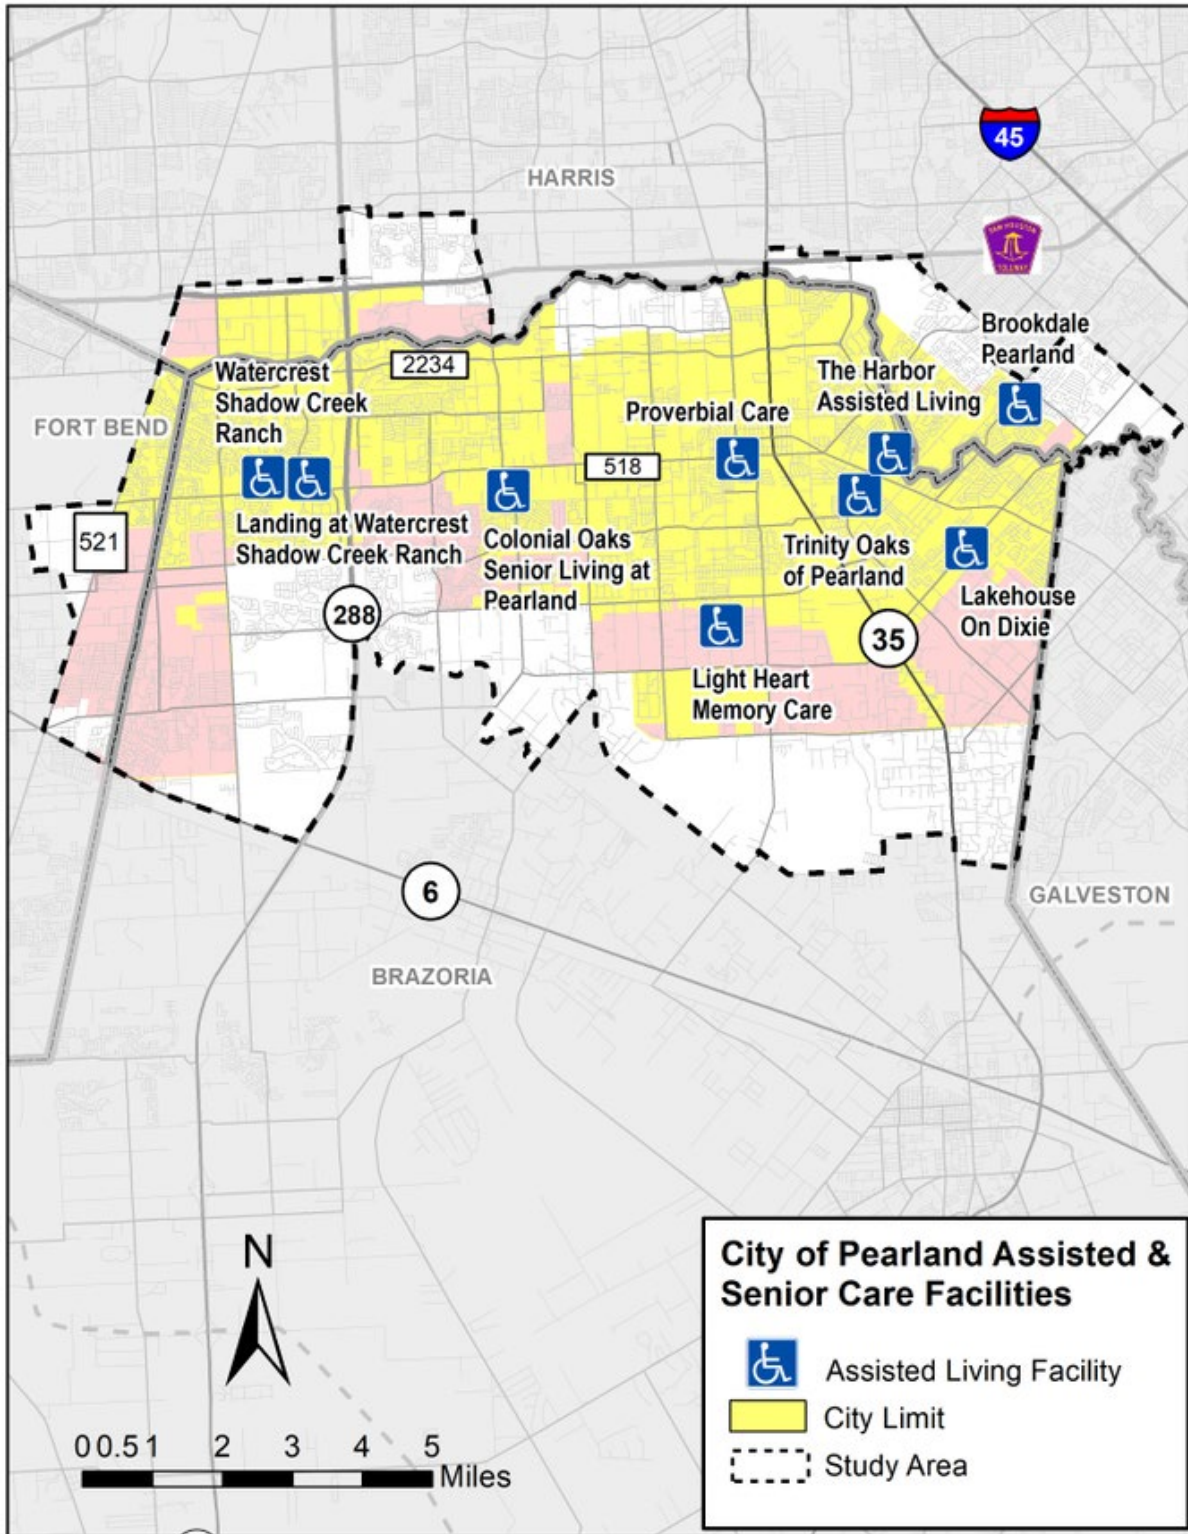 45
HARRIS
SAM HOUSTON
TOLLWAY
Brookdale
Pearland
2234
Watercrest
Shadow Creek
Ranch
The Harbor
Assisted Living
FORT BEND
Proverbial Care
518
521
Landing at Watercrest
Shadow Creek Ranch
Colonial Oaks
Senior Living at
Pearland
Trinity Oaks
of Pearland
Lakehouse
On Dixie
288
35
Light Heart
Memory Care
6
GALVESTON
BRAZORIA
N
0 0.5 1 2 3 4 5
Miles
City of Pearland Assisted &
Senior Care Facilities
Assisted Living Facility
City Limit
Study Area